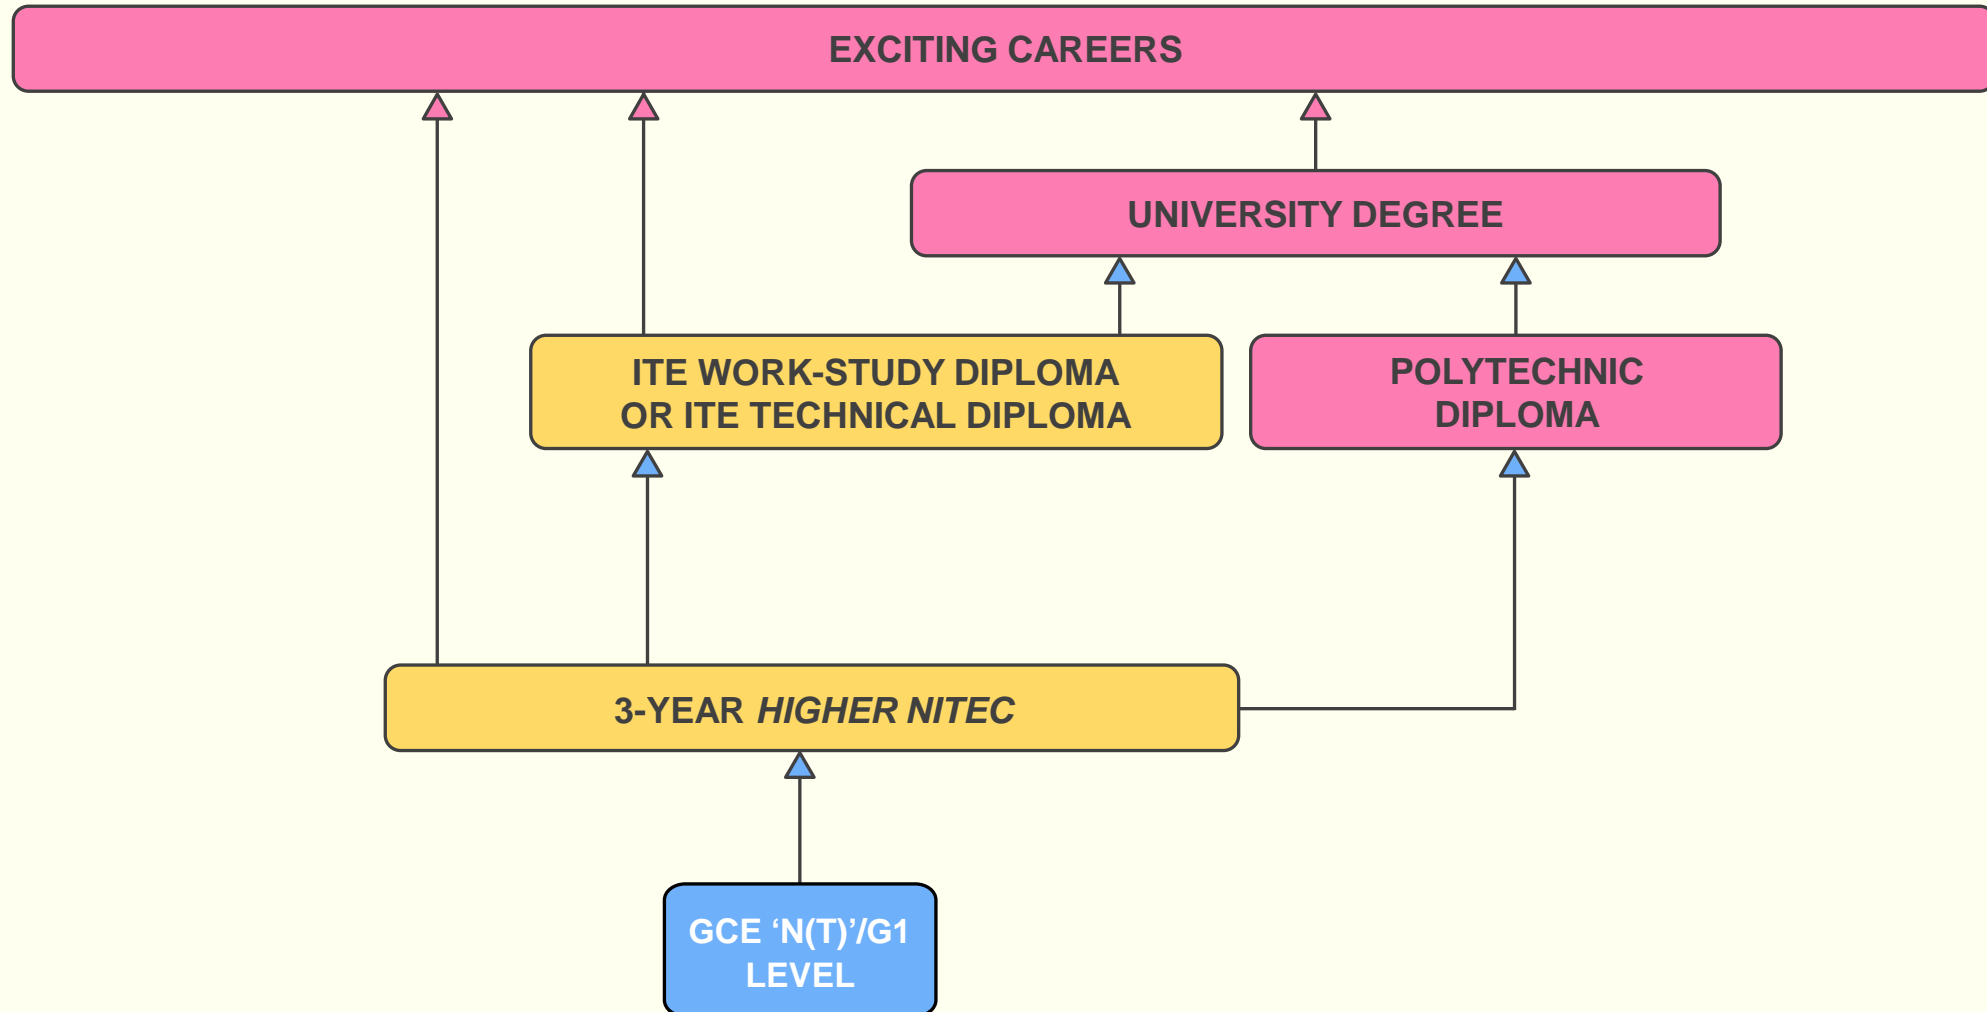 EXCITING CAREERS
UNIVERSITY DEGREE
ITE WORK-STUDY DIPLOMA
OR ITE TECHNICAL DIPLOMA
POLYTECHNIC
DIPLOMA
3-YEAR HIGHER NITEC
GCE ‘N(T)’/G1
LEVEL